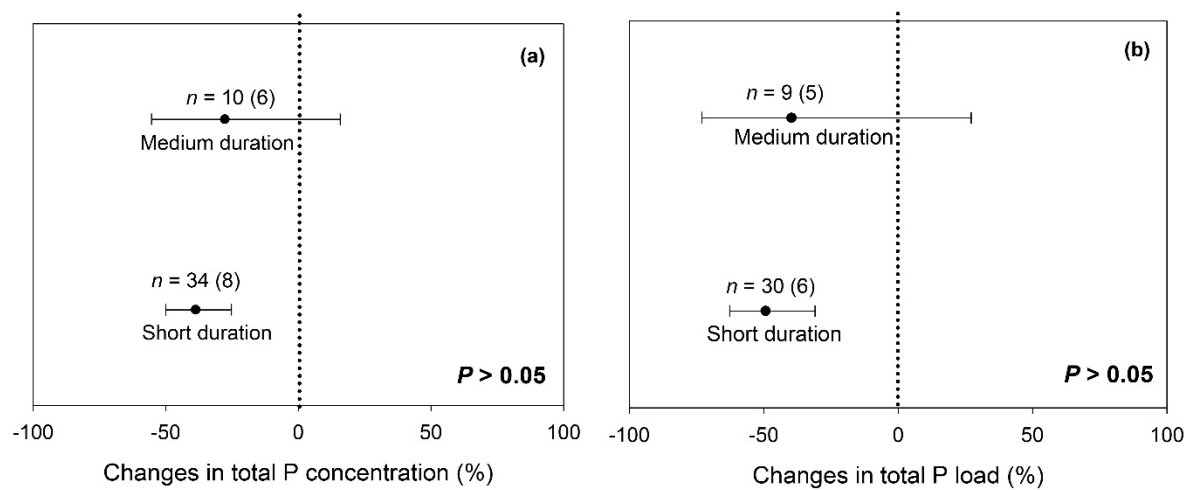 (a)
n = 10 (6)
Medium duration
n = 34 (8)
Short duration
P > 0.05
-100 -50 0 50 100
Changes in total P concentration (%)
(b)
n = 9 (5)
Medium duration
n = 30 (6)
Short duration
P > 0.05
-100 -50 0 50 100
Changes in total P load (%)